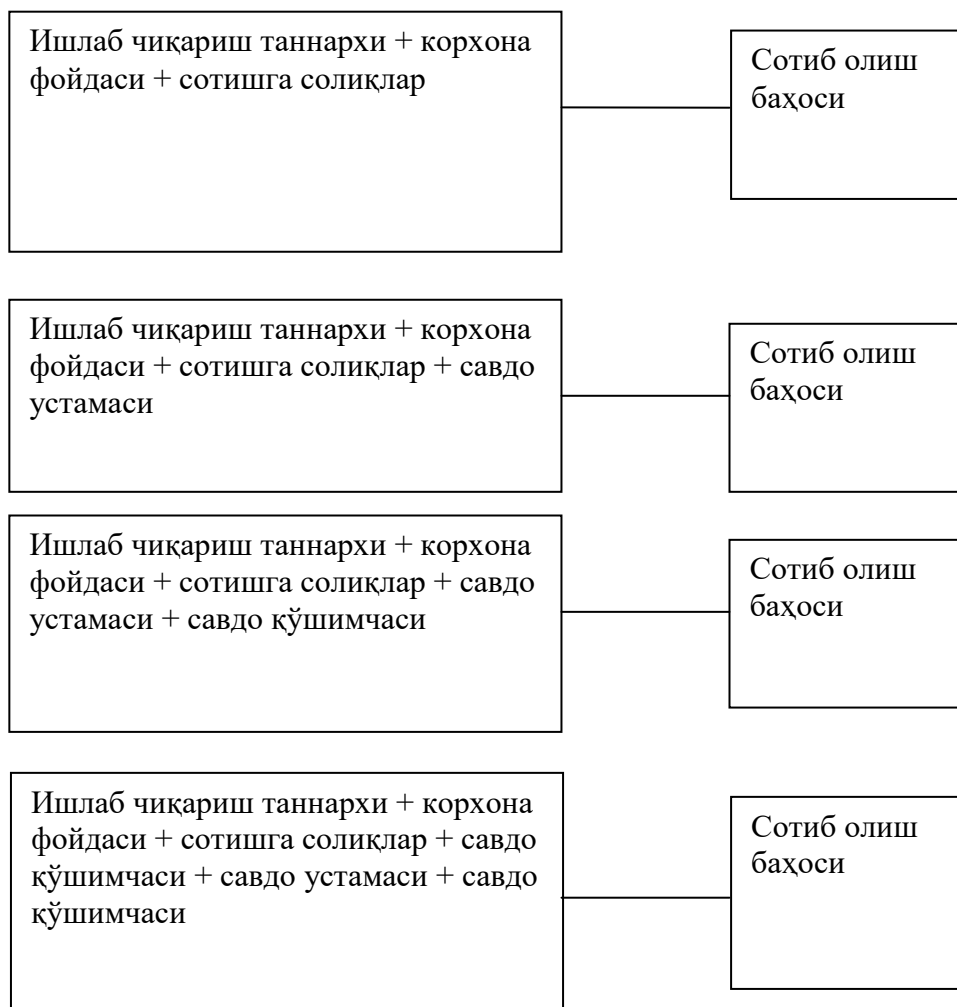 Ишлаб чиқариш таннархи + корхона
фойдаси + сотишга солиқлар
Сотиб олиш
баҳоси
Ишлаб чиқариш таннархи + корхона
фойдаси + сотишга солиқлар + савдо
устамаси
Сотиб олиш
баҳоси
Ишлаб чиқариш таннархи + корхона
фойдаси + сотишга солиқлар + савдо
устамаси + савдо қўшимчаси
Сотиб олиш
баҳоси
Ишлаб чиқариш таннархи + корхона
фойдаси + сотишга солиқлар + савдо
қўшимчаси + савдо устамаси + савдо
қўшимчаси
Сотиб олиш
баҳоси